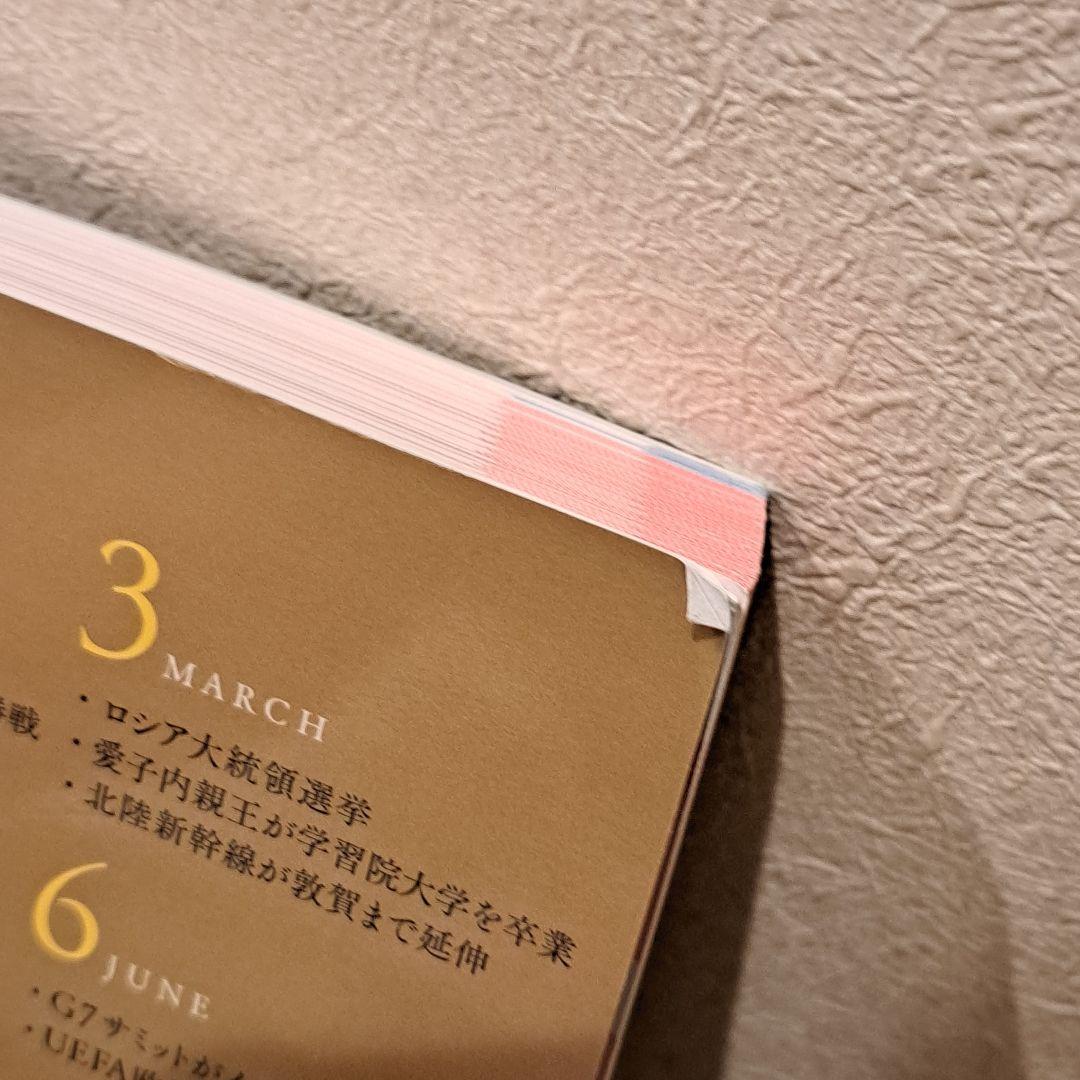 3
MARCH
・ロシア大統領選挙
戦
・愛子内親王が学習院大学を卒業
・北陸新幹線が敦賀まで延伸
6
JUNE
・G7サミットが
・UEFA